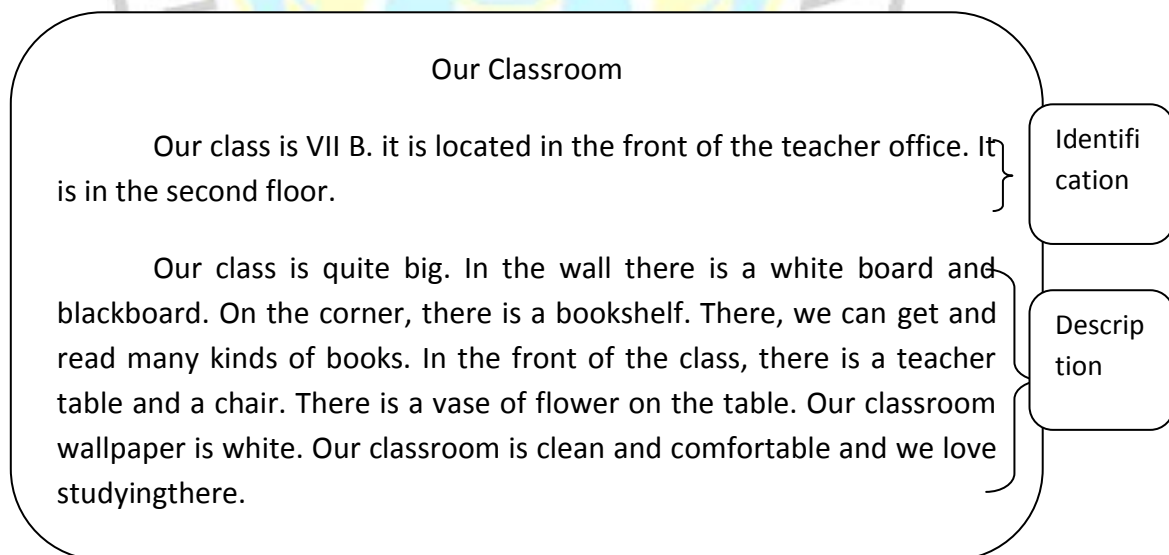 Our Classroom
Our class is VII B. it is located in the front of the teacher office. It
is in the second floor.
Identifi
cation
Our class is quite big. In the wall there is a white board and
blackboard. On the corner, there is a bookshelf. There, we can get and
read many kinds of books. In the front of the class, there is a teacher
table and a chair. There is a vase of flower on the table. Our classroom
wallpaper is white. Our classroom is clean and comfortable and we love
studyingthere.
Descrip
tion